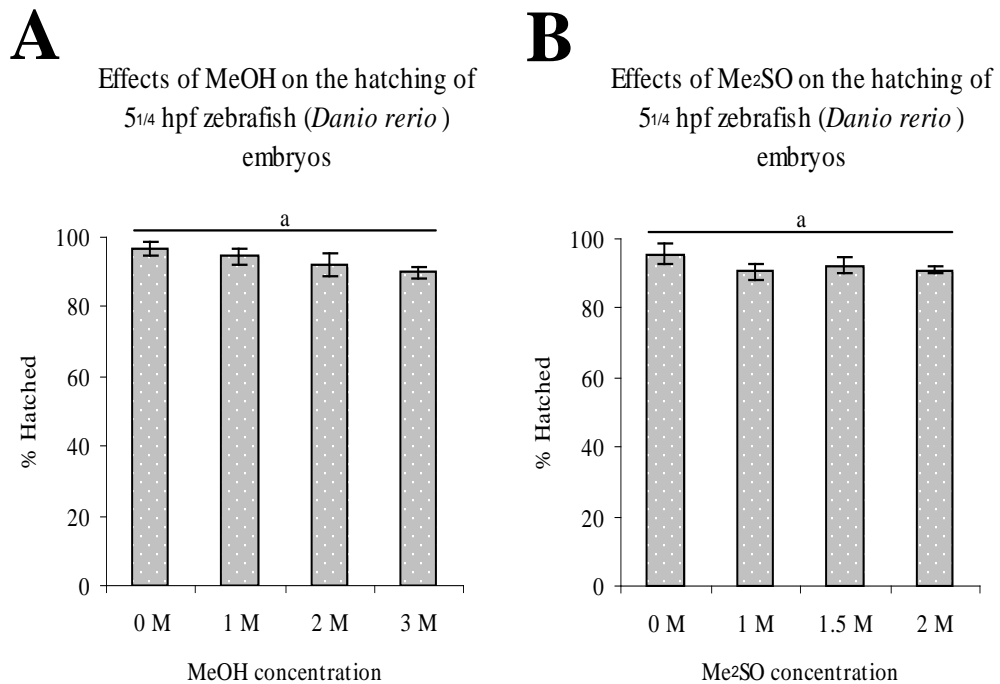 A
Effects of MeOH on the hatching of
51/4 hpf zebrafish (Danio rerio )
embryos
a
100
80
60
40
20
0
% Hatched
0 M 1 M 2 M 3 M
MeOH concentration
B
Effects of Me2SO on the hatching of
51/4 hpf zebrafish (Danio rerio )
embryos
a
100
80
60
40
20
0
% Hatched
0 M 1 M 1.5 M 2 M
Me2SO concentration